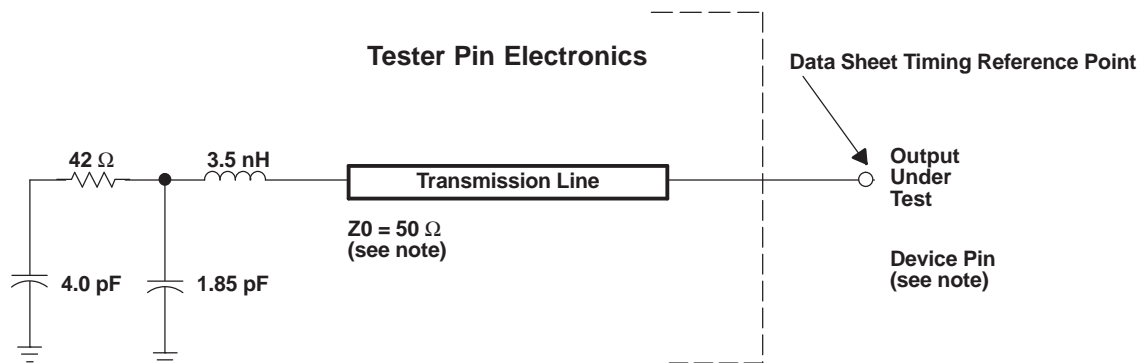 Tester Pin Electronics
Data Sheet Timing Reference Point
42 Ω
3.5 nH
Transmission Line
Output
Under
Test
Z0 = 50 Ω
(see note)
Device Pin
(see note)
4.0 pF
1.85 pF